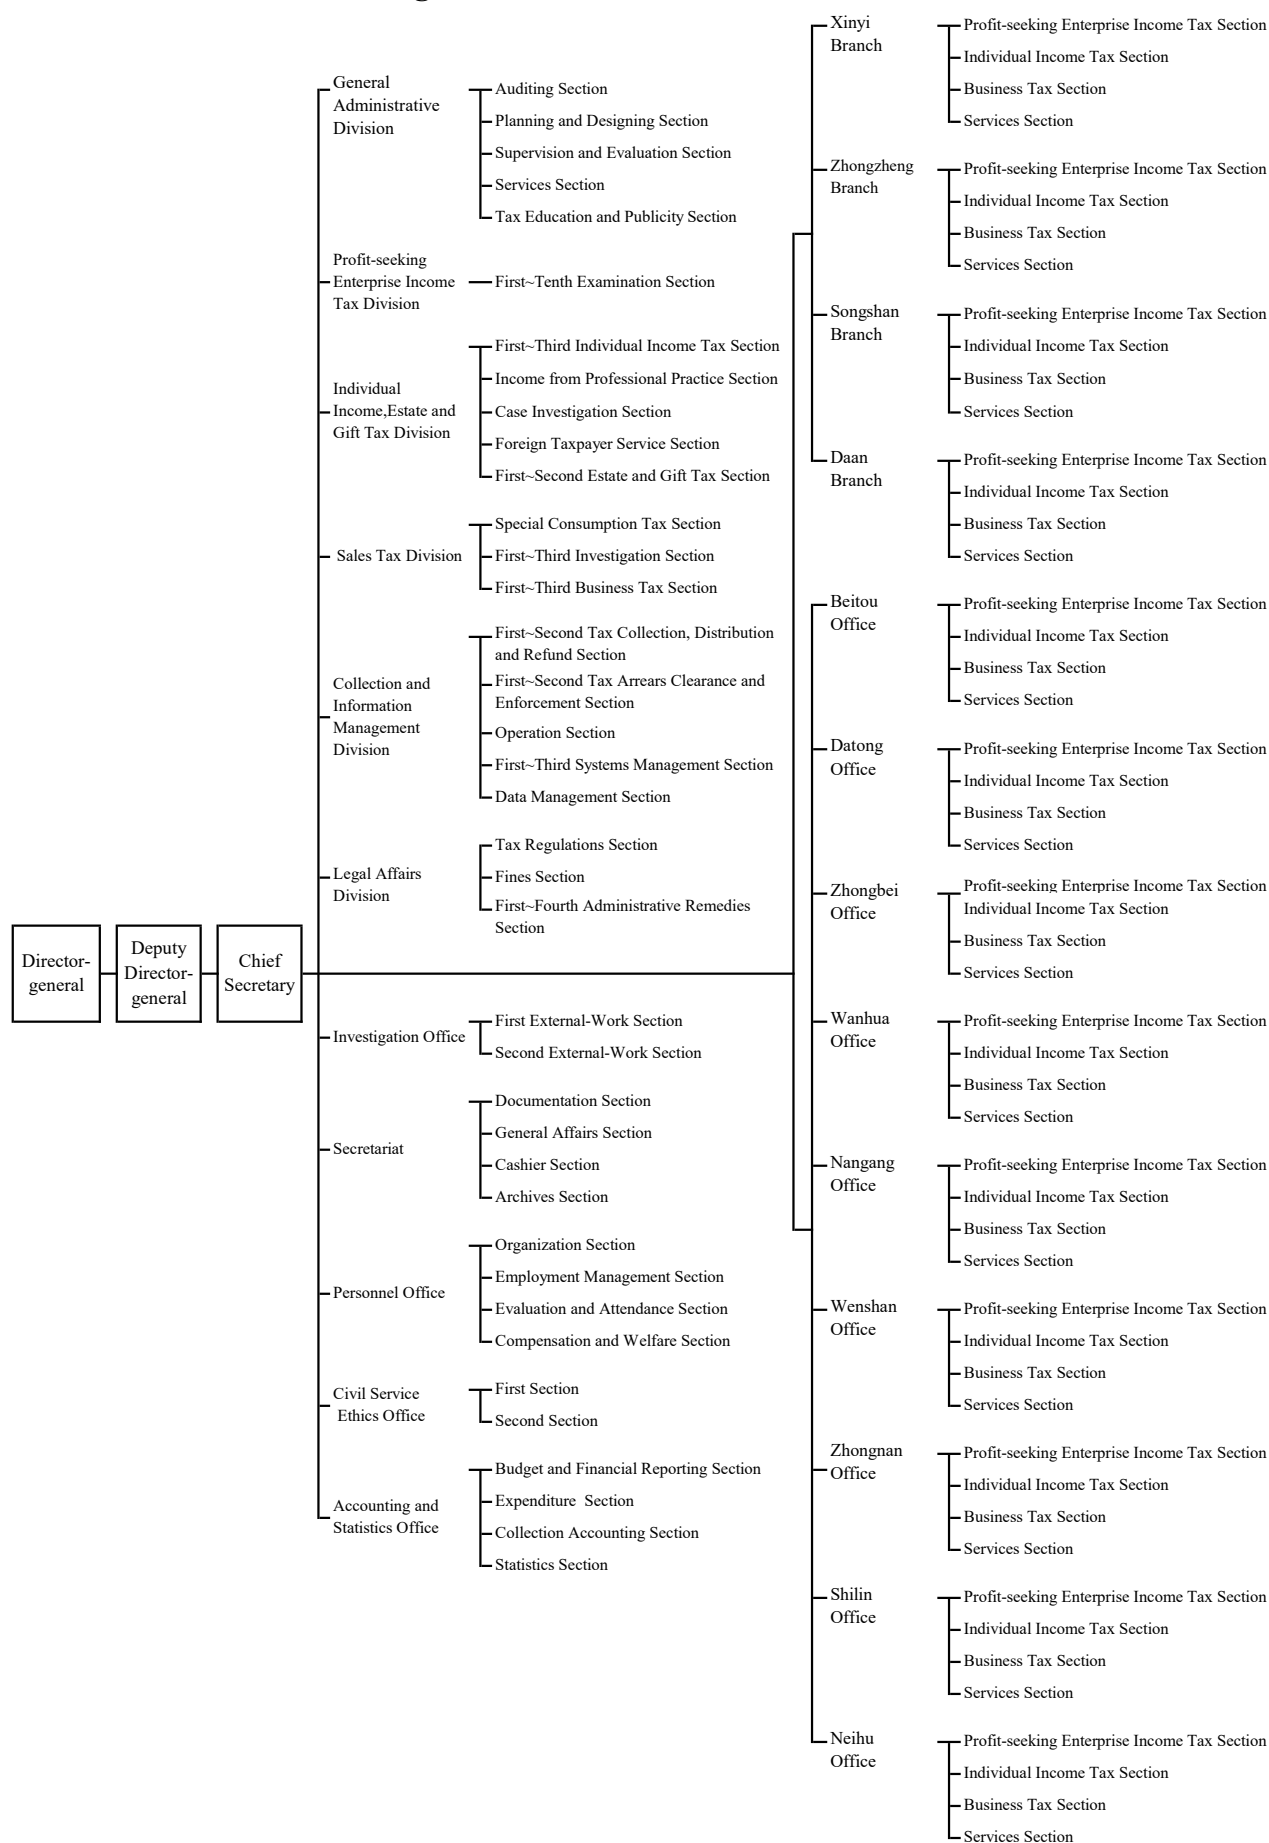 Director-
general
Deputy
Director-
general
Chief
Secretary
General
Administrative
Division
Auditing Section
Planning and Designing Section
Supervision and Evaluation Section
Services Section
Tax Education and Publicity Section
Profit-seeking
Enterprise Income
Tax Division
First~Tenth Examination Section
Individual
Income,Estate and
Gift Tax Division
First~Third Individual Income Tax Section
Income from Professional Practice Section
Case Investigation Section
Foreign Taxpayer Service Section
First~Second Estate and Gift Tax Section
Sales Tax Division
Special Consumption Tax Section
First~Third Investigation Section
First~Third Business Tax Section
Collection and
Information
Management
Division
First~Second Tax Collection, Distribution
and Refund Section
First~Second Tax Arrears Clearance and
Enforcement Section
Operation Section
First~Third Systems Management Section
Data Management Section
Legal Affairs
Division
Tax Regulations Section
Fines Section
First~Fourth Administrative Remedies
Section
Investigation Office
First External-Work Section
Second External-Work Section
Secretariat
Documentation Section
General Affairs Section
Cashier Section
Archives Section
Personnel Office
Organization Section
Employment Management Section
Evaluation and Attendance Section
Compensation and Welfare Section
Civil Service
Ethics Office
First Section
Second Section
Accounting and
Statistics Office
Budget and Financial Reporting Section
Expenditure Section
Collection Accounting Section
Statistics Section
Xinyi
Branch
Profit-seeking Enterprise Income Tax Section
Individual Income Tax Section
Business Tax Section
Services Section
Zhongzheng
Branch
Profit-seeking Enterprise Income Tax Section
Individual Income Tax Section
Business Tax Section
Services Section
Songshan
Branch
Profit-seeking Enterprise Income Tax Section
Individual Income Tax Section
Business Tax Section
Services Section
Daan
Branch
Profit-seeking Enterprise Income Tax Section
Individual Income Tax Section
Business Tax Section
Services Section
Beitou
Office
Profit-seeking Enterprise Income Tax Section
Individual Income Tax Section
Business Tax Section
Services Section
Datong
Office
Profit-seeking Enterprise Income Tax Section
Individual Income Tax Section
Business Tax Section
Services Section
Zhongbei
Office
Profit-seeking Enterprise Income Tax Section
Individual Income Tax Section
Business Tax Section
Services Section
Wanhua
Office
Profit-seeking Enterprise Income Tax Section
Individual Income Tax Section
Business Tax Section
Services Section
Nangang
Office
Profit-seeking Enterprise Income Tax Section
Individual Income Tax Section
Business Tax Section
Services Section
Wenshan
Office
Profit-seeking Enterprise Income Tax Section
Individual Income Tax Section
Business Tax Section
Services Section
Zhongnan
Office
Profit-seeking Enterprise Income Tax Section
Individual Income Tax Section
Business Tax Section
Services Section
Shilin
Office
Profit-seeking Enterprise Income Tax Section
Individual Income Tax Section
Business Tax Section
Services Section
Neihu
Office
Profit-seeking Enterprise Income Tax Section
Individual Income Tax Section
Business Tax Section
Services Section